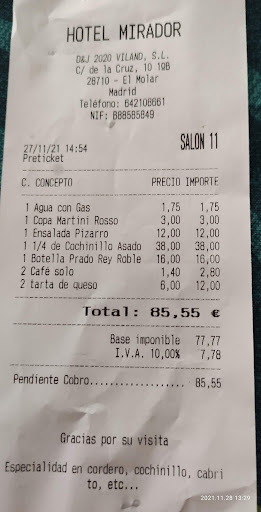 HOTEL MIRADOR
D&J 2020 VILAND, S.L.
C/ de la Cruz, 10 19B
28710 - El Molar
Madrid
Teléfono: 642108661
NIF: B88585849
SALON 11
27/11/21 14:54
Preticket
C. CONCEPTO PRECIO IMPORTE
1 Agua con Gas 1,75 1,75
1 Copa Martini Rosso 3,00 3,00
1 Ensalada Pizarro 12,00 12,00
1 1/4 de Cochinillo Asado 38,00 38,00
1 Botella Prado Rey Roble 16,00 16,00
2 Café solo 1,40 2,80
2 tarta de queso 6,00 12,00
Total: 85,55 €
Base imponible 77,77
I.V.A. 10,00% 7,78
Pendiente Cobro.................. 85,55
Gracias por su visita
Especialidad en cordero, cochinillo, cabri
to, etc...
2021.11.28 13:29